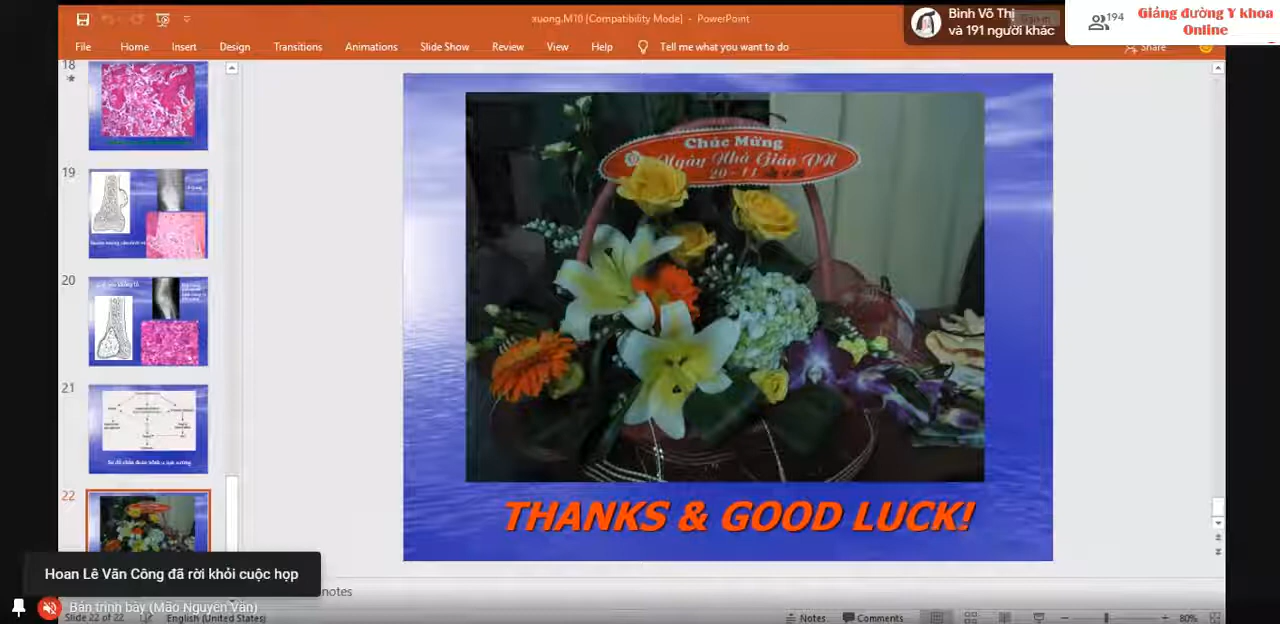 xuong.M10 [Compatibility Mode] - PowerPoint
Bình Võ Thị
và 191 người khác
194
Giảng đường Y khoa
Online
File Home Insert Design Transitions Animations Slide Show Review View Help Tell me what you want to do Share
18
19
20
21
22
Chúc Mừng
Ngày Nhà Giáo VN
20 - 11
THANKS & GOOD LUCK!
Hoan Lê Văn Công đã rời khỏi cuộc họp
notes
Bản trình bày (Mão Nguyễn Văn)
Slide 22 of 22 English (United States) Notes Comments 80%